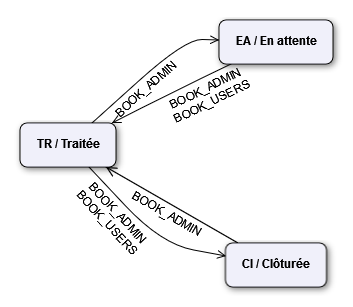 EA / En attente
BOOK_ADMIN
BOOK_ADMIN
BOOK_USERS
TR / Traitée
BOOK_ADMIN
BOOK_USERS
BOOK_ADMIN
Cl / Clôturée